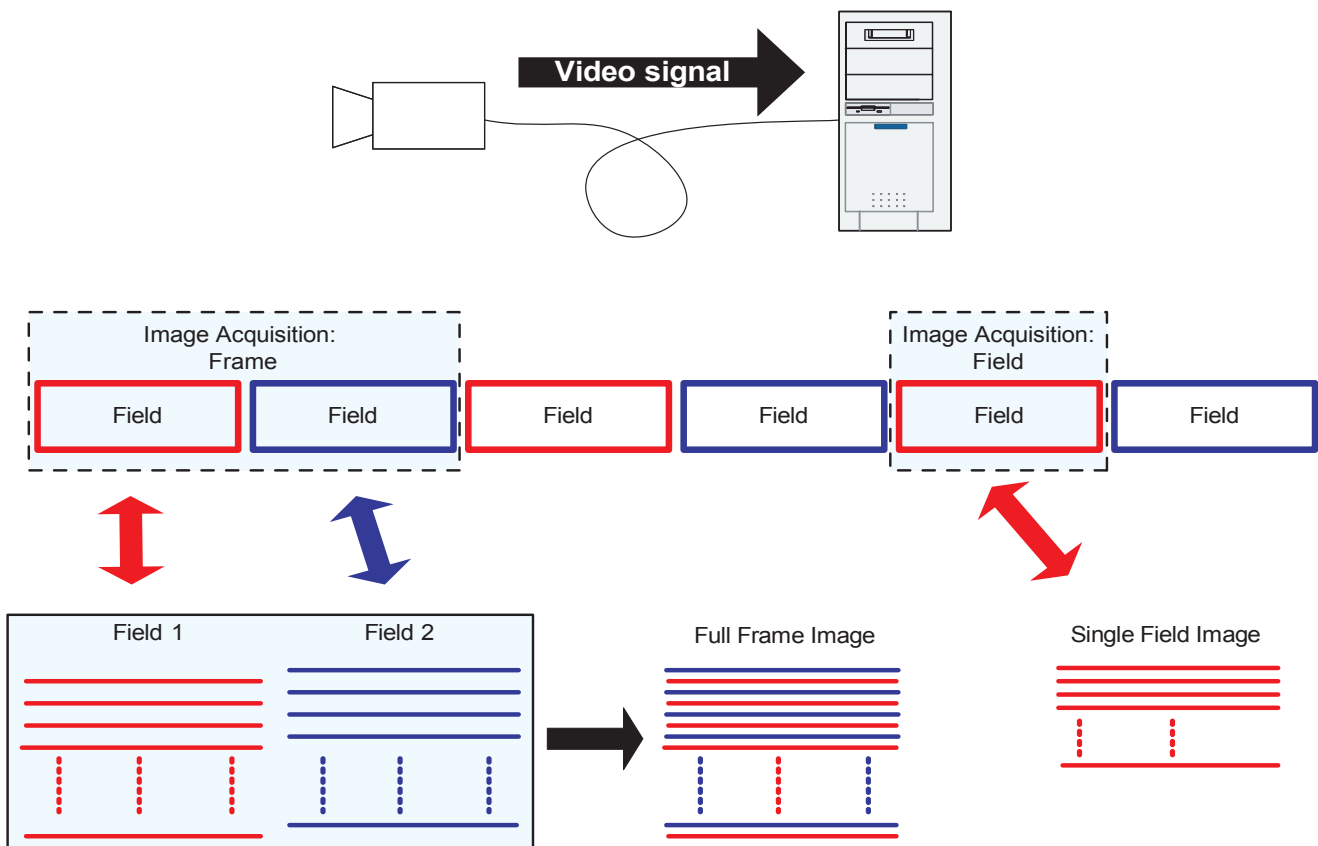 Video signal
Image Acquisition:
Frame
Image Acquisition:
Field
Field
Field
Field
Field
Field
Field
Field 1
Field 2
Full Frame Image
Single Field Image